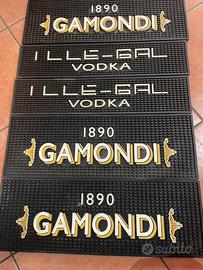 1890
GAMONDI
ILLE-GAL
VODKA
ILLE-GAL
VODKA
1890
GAMONDI
1890
GAMONDI
subito